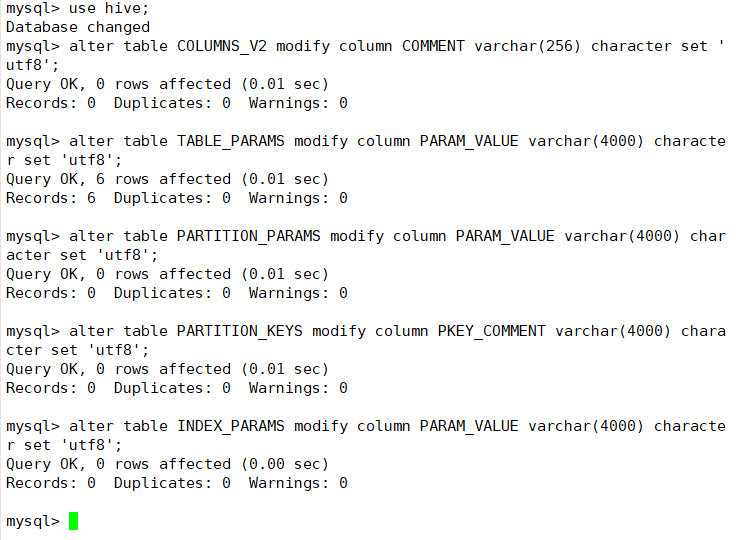 mysql> use hive;
Database changed
mysql> alter table COLUMNS_V2 modify column COMMENT varchar(256) character set '
utf8';
Query OK, 0 rows affected (0.01 sec)
Records: 0  Duplicates: 0  Warnings: 0

mysql> alter table TABLE_PARAMS modify column PARAM_VALUE varchar(4000) characte
r set 'utf8';
Query OK, 6 rows affected (0.01 sec)
Records: 6  Duplicates: 0  Warnings: 0

mysql> alter table PARTITION_PARAMS modify column PARAM_VALUE varchar(4000) char
acter set 'utf8';
Query OK, 0 rows affected (0.01 sec)
Records: 0  Duplicates: 0  Warnings: 0

mysql> alter table PARTITION_KEYS modify column PKEY_COMMENT varchar(4000) chara
cter set 'utf8';
Query OK, 0 rows affected (0.01 sec)
Records: 0  Duplicates: 0  Warnings: 0

mysql> alter table INDEX_PARAMS modify column PARAM_VALUE varchar(4000) characte
r set 'utf8';
Query OK, 0 rows affected (0.00 sec)
Records: 0  Duplicates: 0  Warnings: 0

mysql>